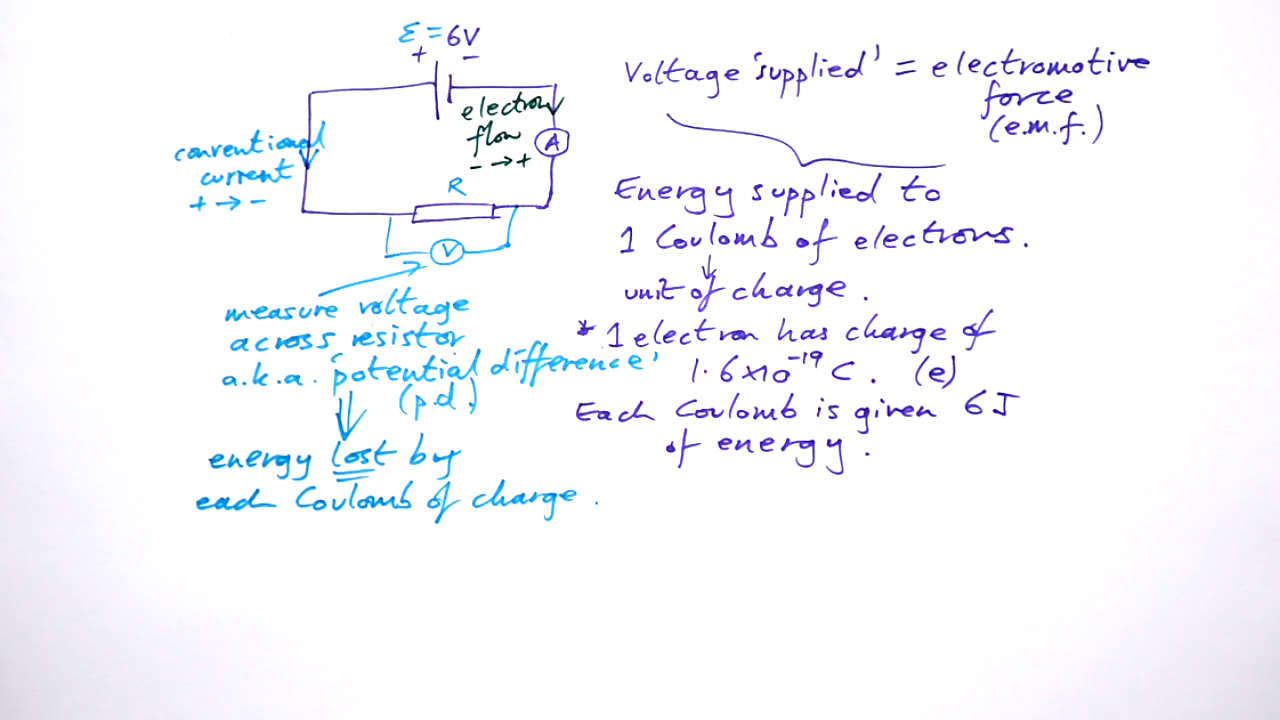 Ɛ = 6V
+ −
electron
flow
− → +
A
conventional
current
+ → −
R
V
measure voltage
across resistor
a.k.a. 'potential difference'
(p.d.)
energy lost by
each Coulomb of charge.
Voltage 'supplied' = electromotive
force
(e.m.f.)
Energy supplied to
1 Coulomb of electrons.
unit of charge.
* 1 electron has charge of
1.6×10⁻¹⁹ C. (e)
Each Coulomb is given 6J
of energy.